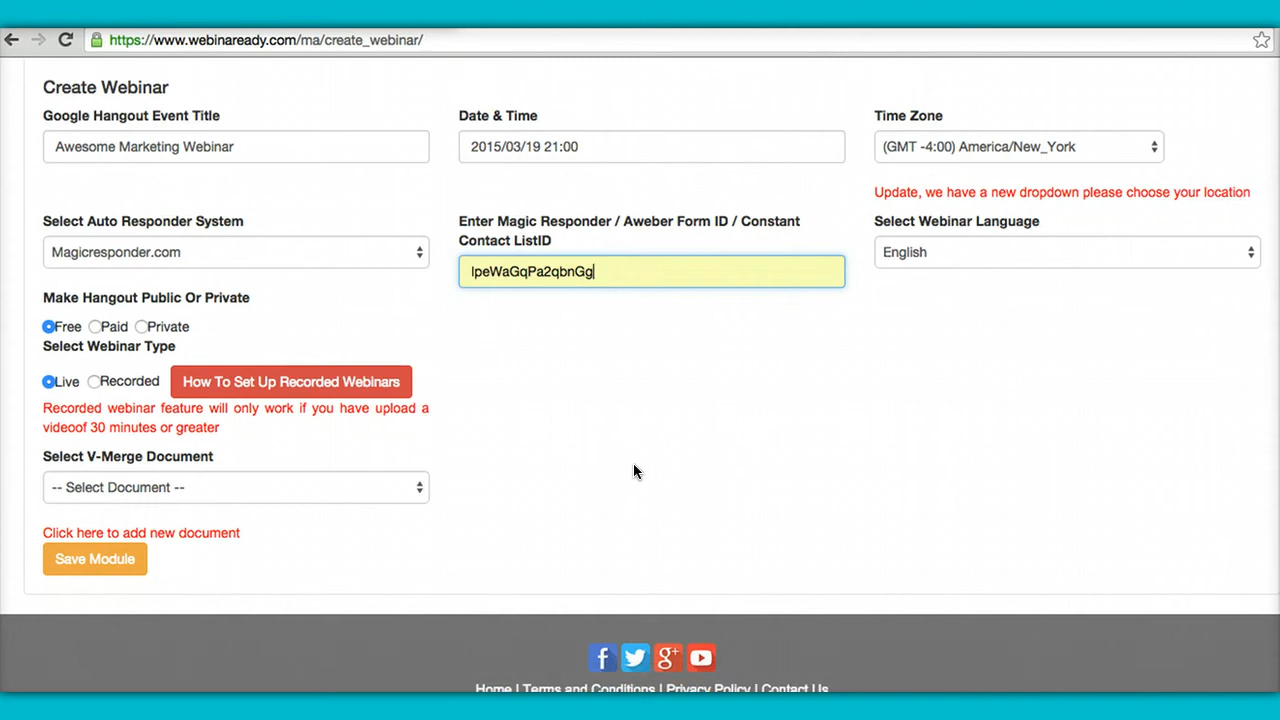 https://www.webinaready.com/ma/create_webinar/
Create Webinar
Google Hangout Event Title
Date & Time
Time Zone
Awesome Marketing Webinar
2015/03/19 21:00
(GMT -4:00) America/New_York
Update, we have a new dropdown please choose your location
Select Auto Responder System
Enter Magic Responder / Aweber Form ID / Constant
Contact ListID
Select Webinar Language
Magicresponder.com
lpeWaGqPa2qbnGg
English
Make Hangout Public Or Private
Free Paid Private
Select Webinar Type
Live Recorded How To Set Up Recorded Webinars
Recorded webinar feature will only work if you have upload a
videoof 30 minutes or greater
Select V-Merge Document
-- Select Document --
Click here to add new document
Save Module
Home | Terms and Conditions | Privacy Policy | Contact Us